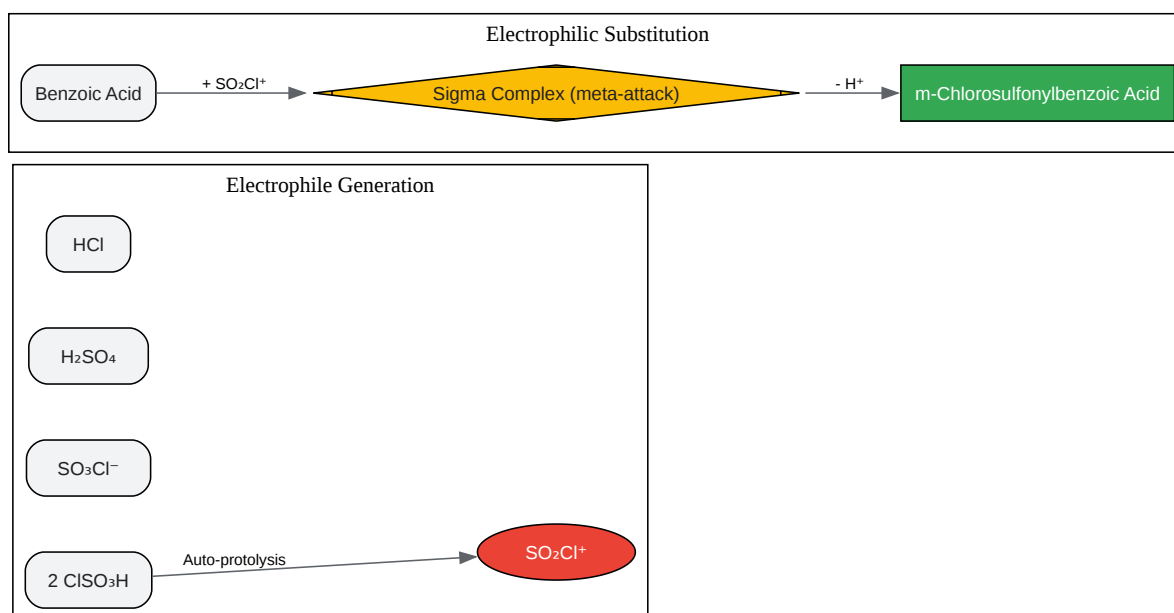 Electrophilic Substitution
Benzoic Acid
+ SO₂Cl⁺
Sigma Complex (meta-attack)
- H⁺
m-Chlorosulfonylbenzoic Acid
Electrophile Generation
HCl
H₂SO₄
SO₃Cl⁻
2 ClSO₃H
Auto-protolysis
SO₂Cl⁺